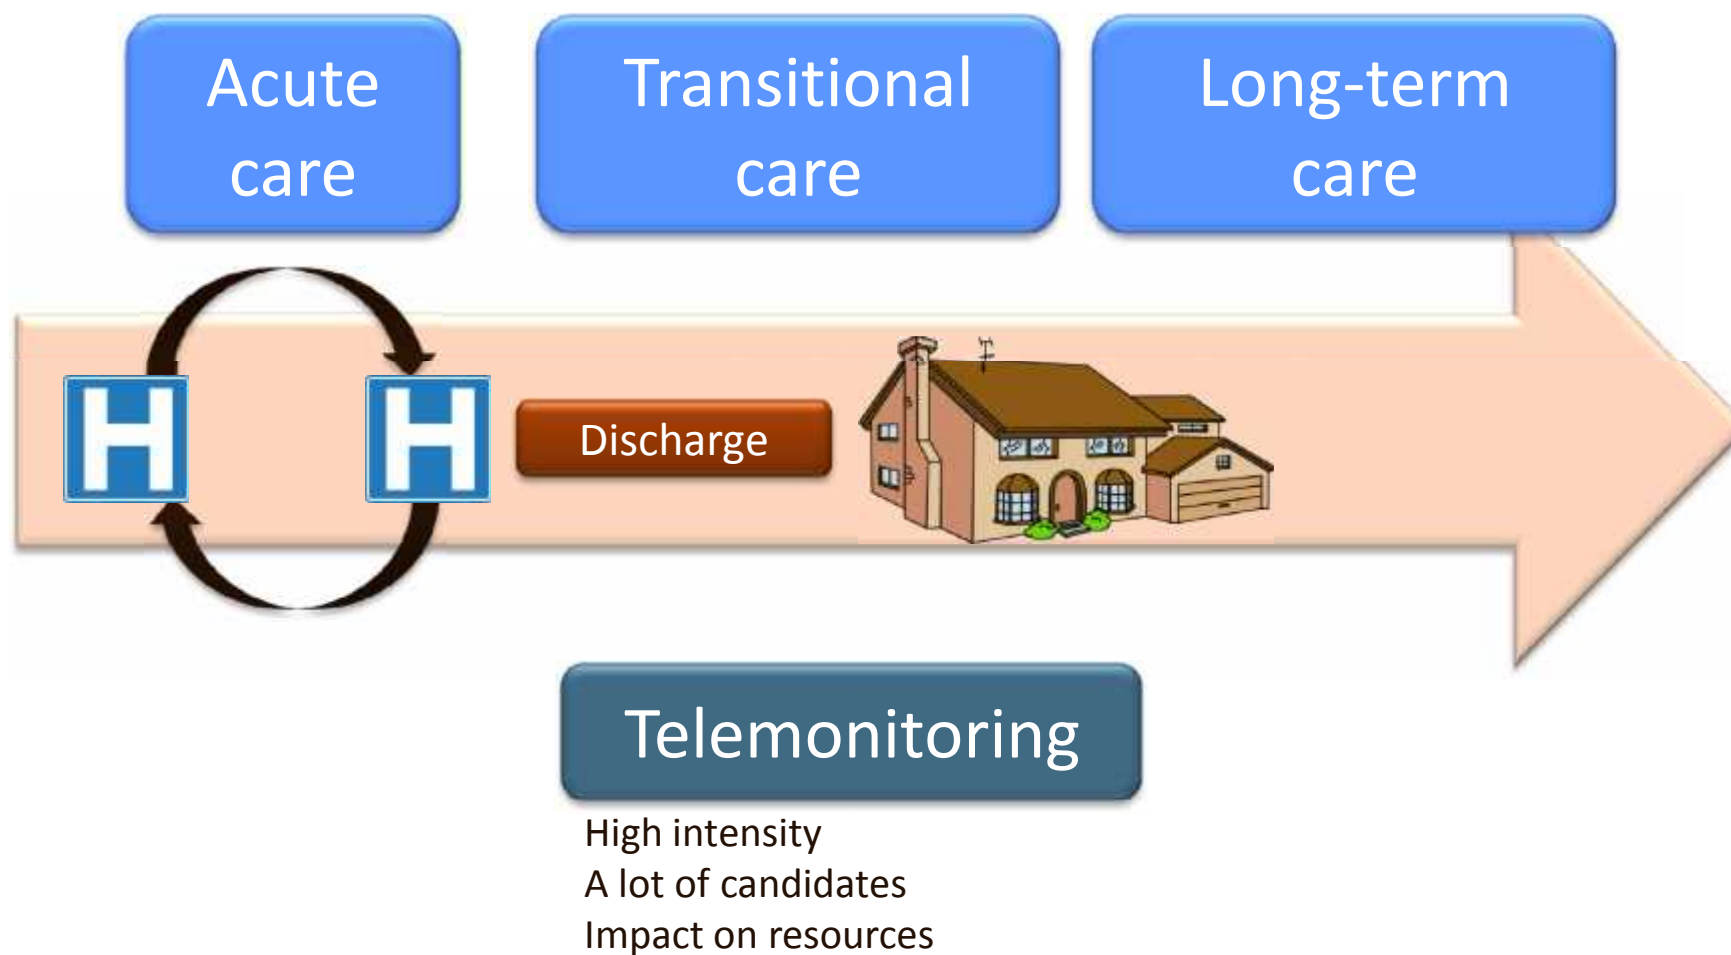 Acute
care
Transitional
care
Long-term
care
H
H
Discharge
Telemonitoring
High intensity
A lot of candidates
Impact on resources